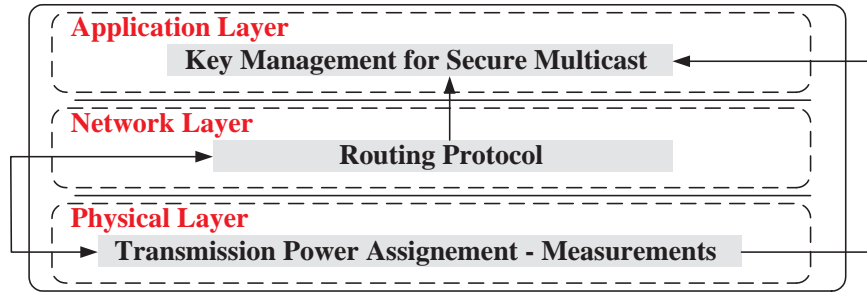 Application Layer
Key Management for Secure Multicast
Network Layer
Routing Protocol
Physical Layer
Transmission Power Assignement - Measurements